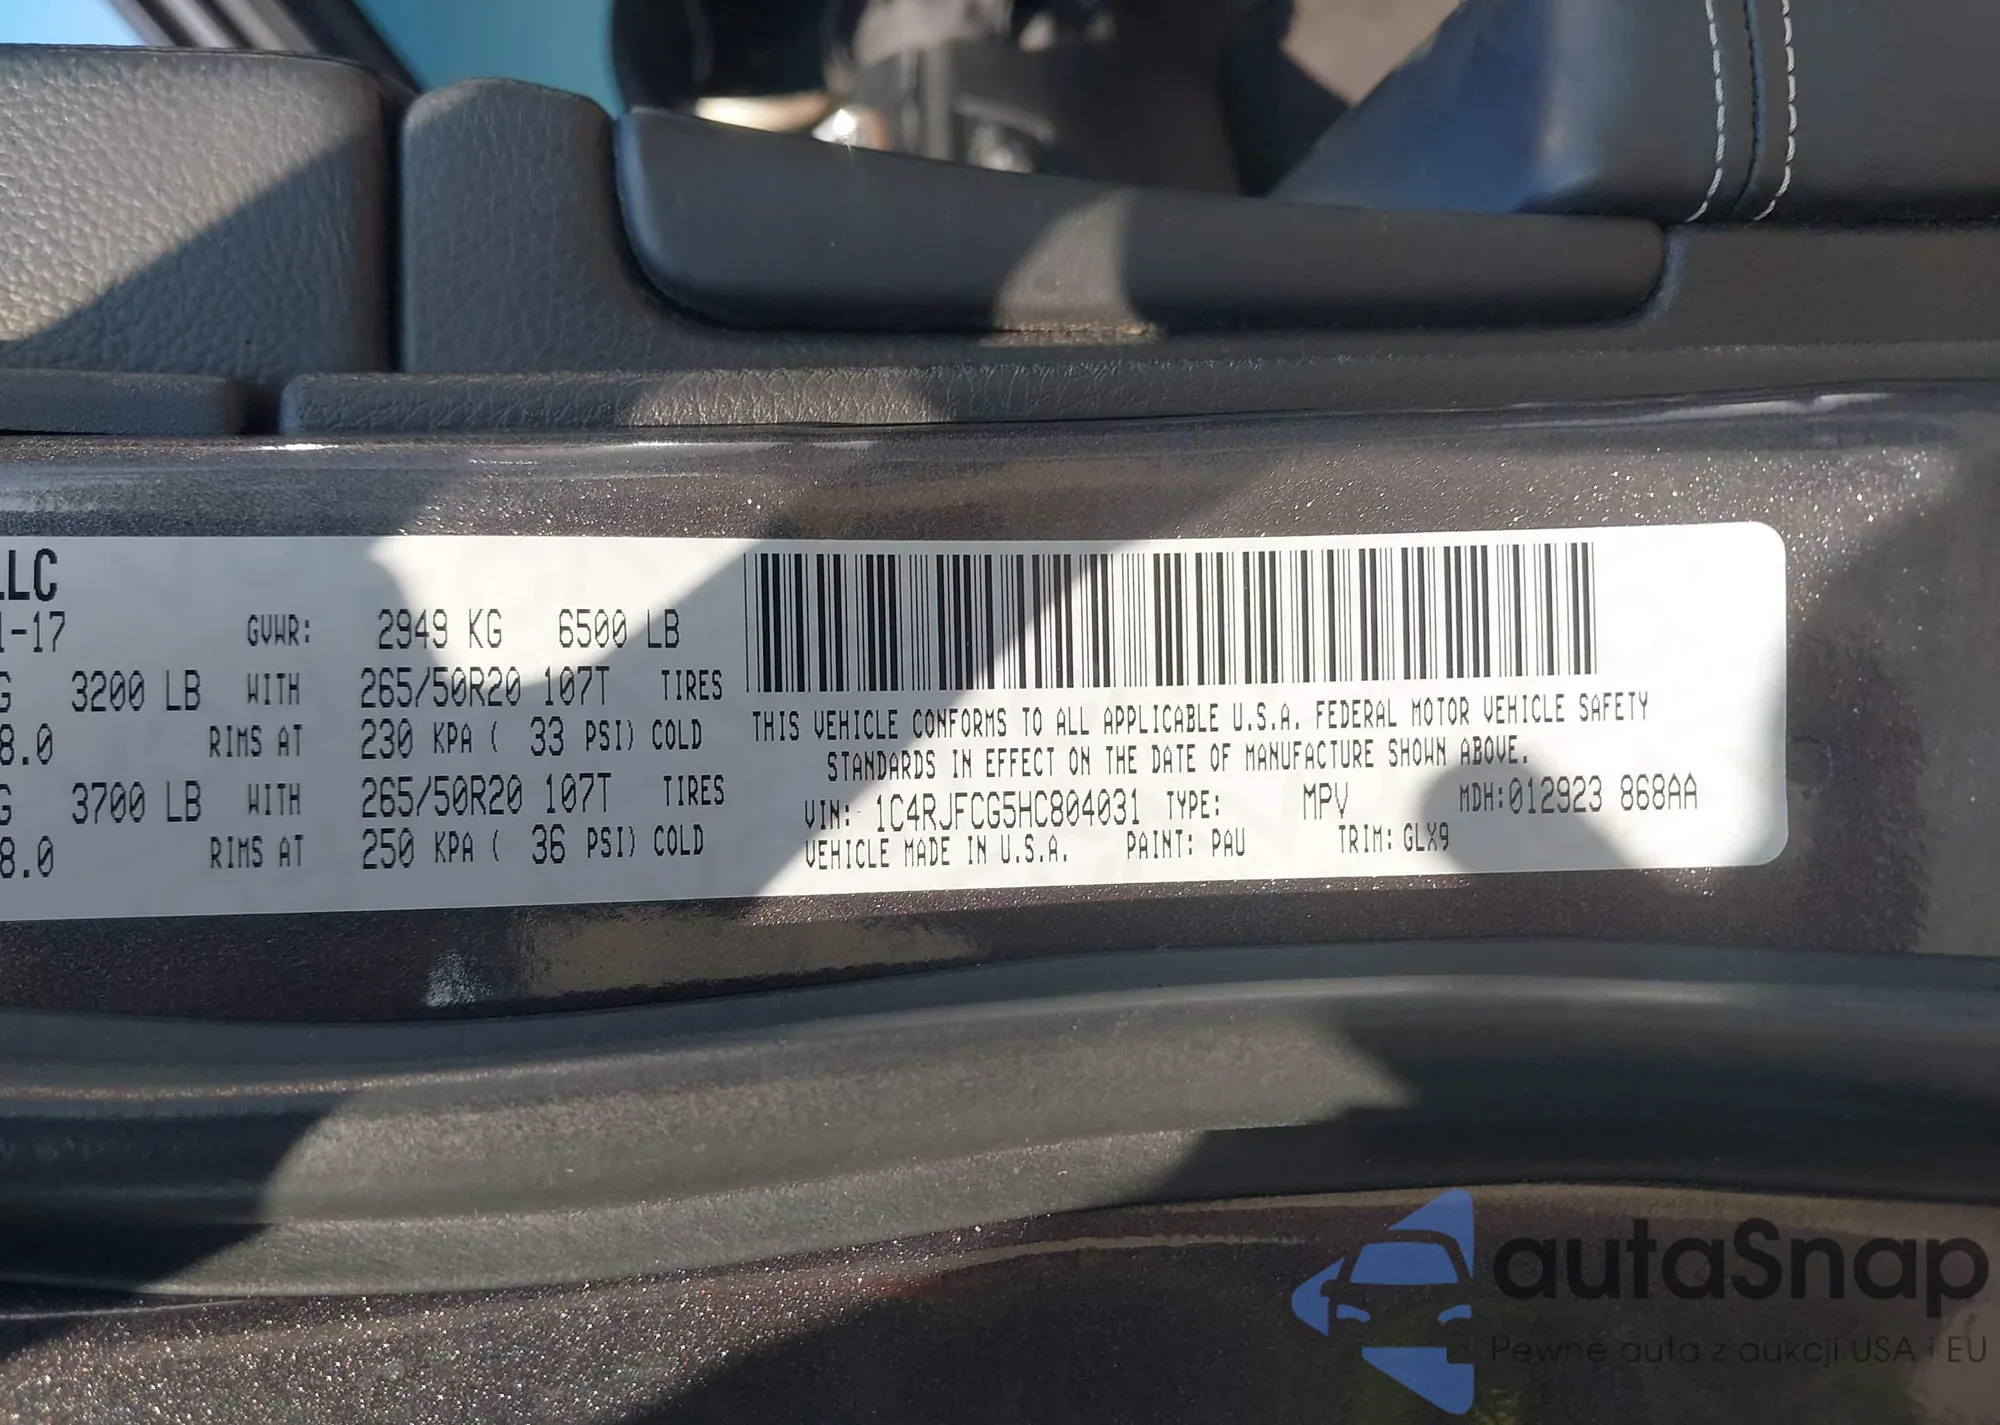 LLC
1-17 GVWR: 2949 KG 6500 LB
G 3200 LB WITH 265/50R20 107T TIRES
8.0 RIMS AT 230 KPA ( 33 PSI) COLD
G 3700 LB WITH 265/50R20 107T TIRES
8.0 RIMS AT 250 KPA ( 36 PSI) COLD
THIS VEHICLE CONFORMS TO ALL APPLICABLE U.S.A. FEDERAL MOTOR VEHICLE SAFETY
STANDARDS IN EFFECT ON THE DATE OF MANUFACTURE SHOWN ABOVE.
VIN: 1C4RJFCG5HC804031 TYPE: MPV MDH:012923 868AA
VEHICLE MADE IN U.S.A. PAINT: PAU TRIM: GLX9
autaSnap
Pewne auta z aukcji USA i EU